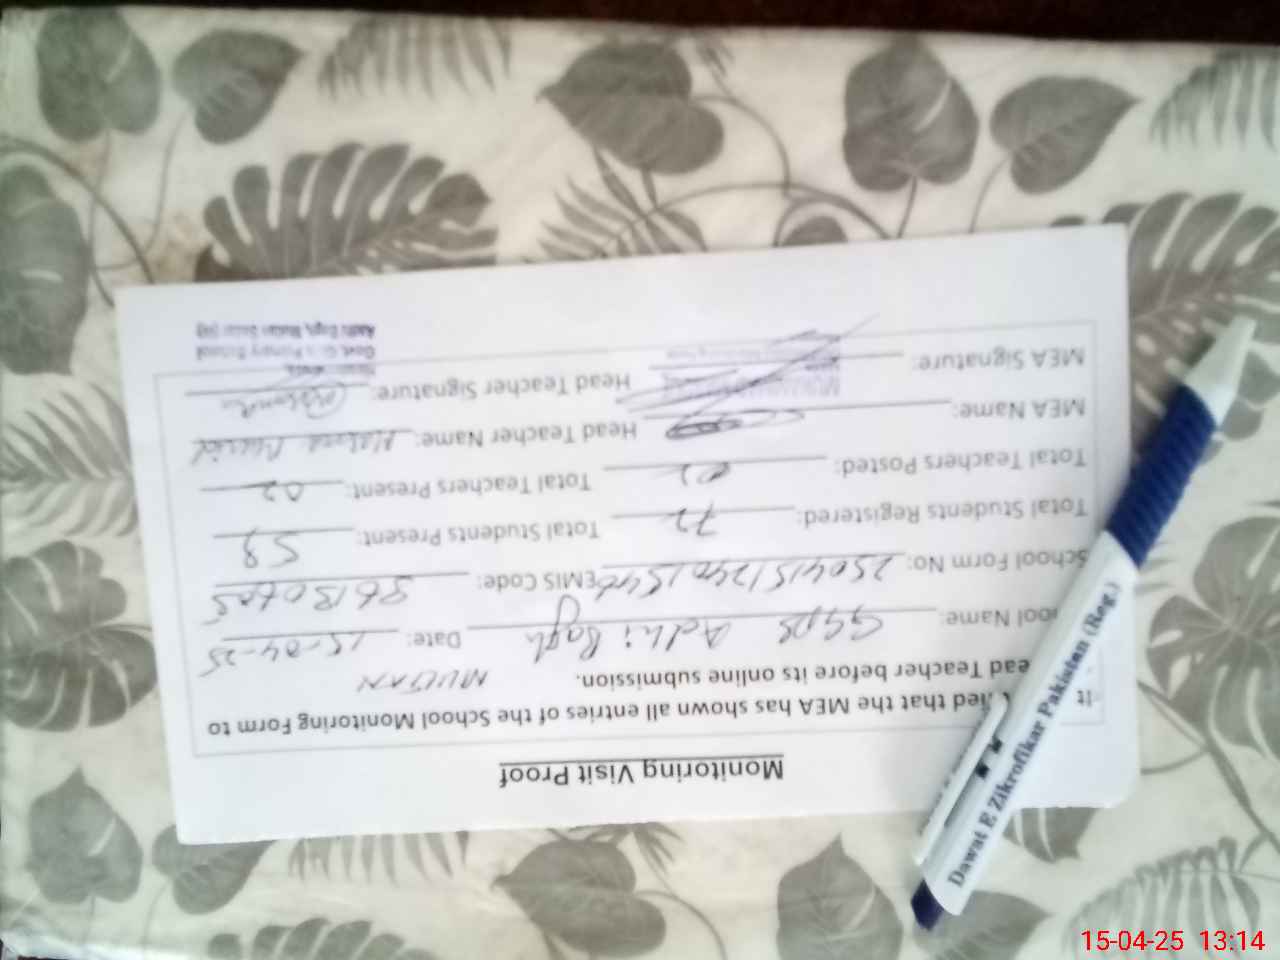 Monitoring Visit Proof
It that the MEA has shown all entries of the School Monitoring Form to
ead Teacher before its online submission. MULTAN
ool Name: GGPS Adhi Bagh Date: 15-04-25
School Form No: EMIS Code:
Total Students Registered: 72 Total Students Present: 58
Total Teachers Posted: 02 Total Teachers Present: 02
MEA Name: Head Teacher Name:
MEA Signature: Head Teacher Signature:
Dawat E Zikrofikar Pakistan (Reg.)
15-04-25 13:14